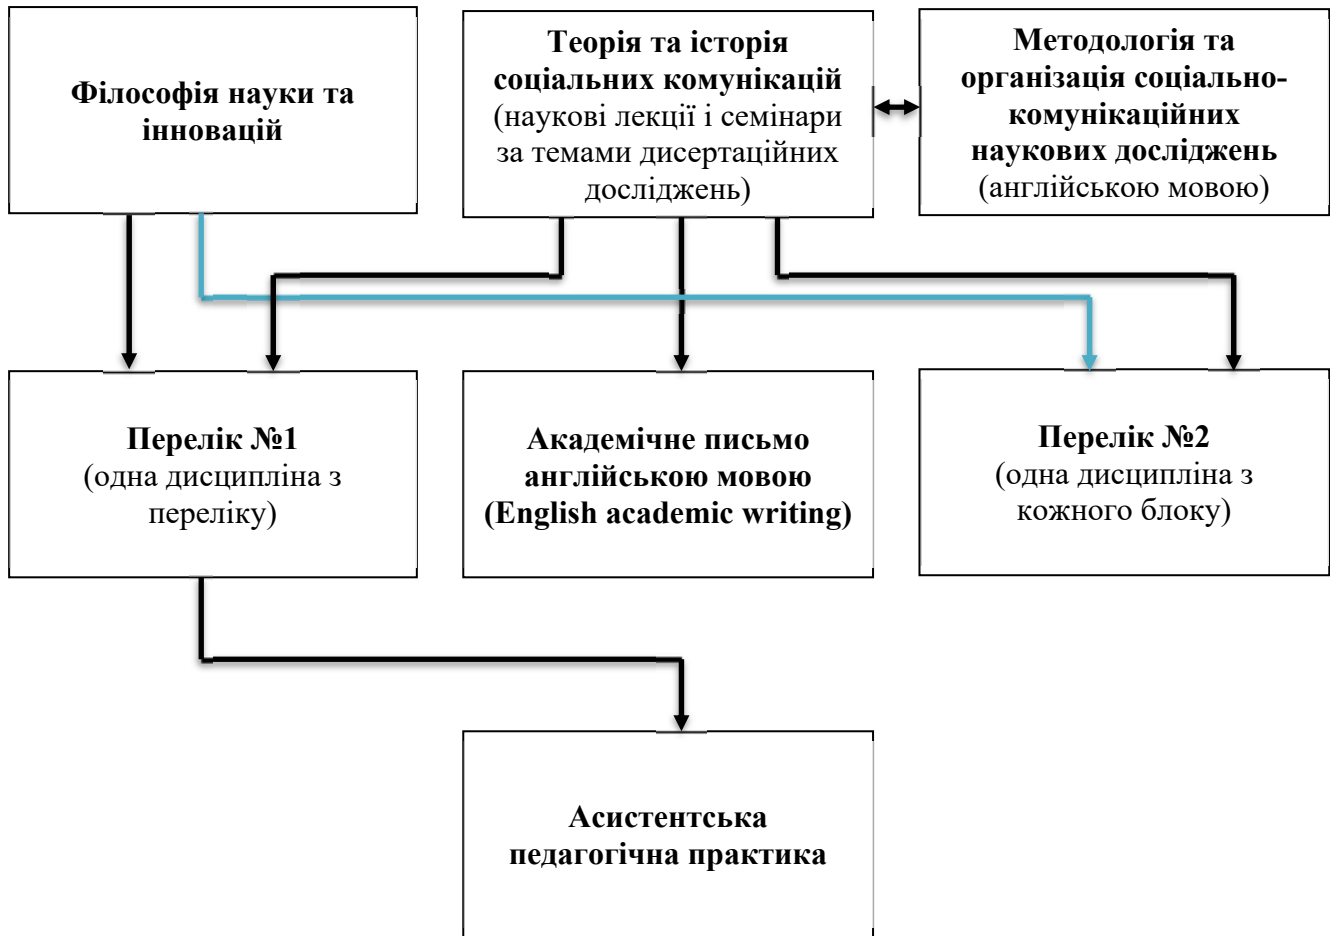 Філософія науки та
інновацій
Теорія та історія
соціальних комунікацій
(наукові лекції і семінари
за темами дисертаційних
досліджень)
Методологія та
організація соціально-
комунікаційних
наукових досліджень
(англійською мовою)
Перелік №1
(одна дисципліна з
переліку)
Академічне письмо
англійською мовою
(English academic writing)
Перелік №2
(одна дисципліна з
кожного блоку)
Асистентська
педагогічна практика